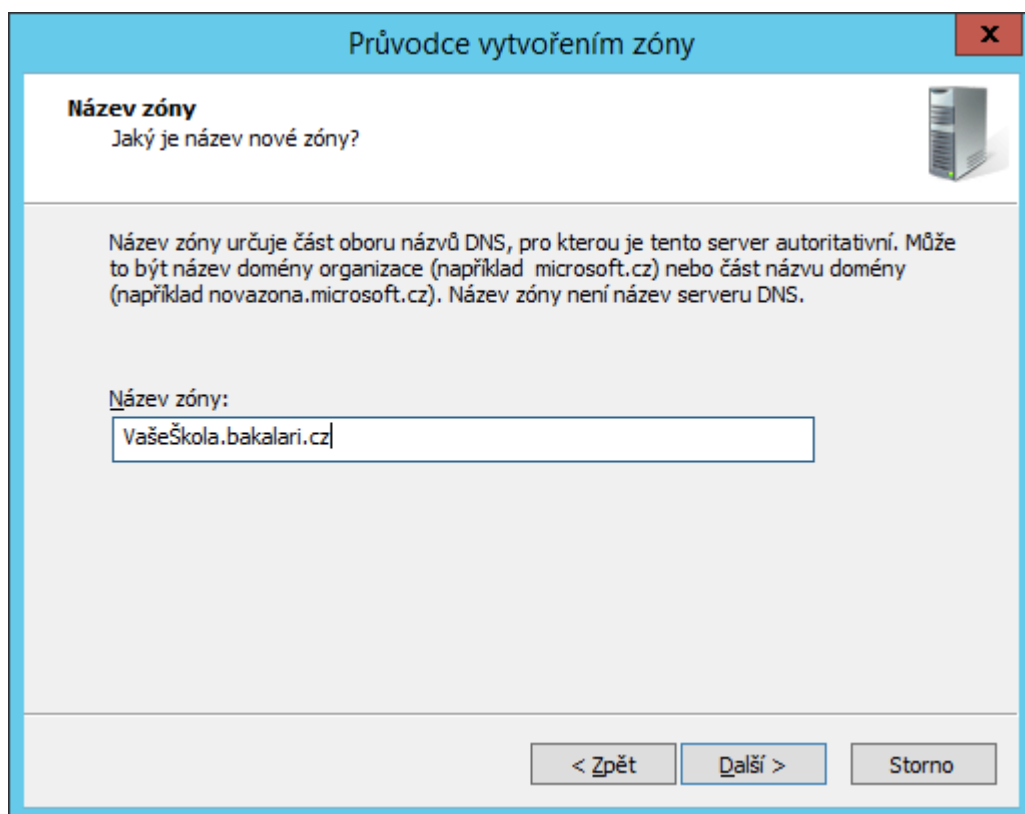 Průvodce vytvořením zóny
x
Název zóny
Jaký je název nové zóny?
Název zóny určuje část oboru názvů DNS, pro kterou je tento server autoritativní. Může
to být název domény organizace (například  microsoft.cz) nebo část názvu domény
(například novazona.microsoft.cz). Název zóny není název serveru DNS.
Název zóny:
VašeŠkola.bakalari.cz
< Zpět
Další >
Storno